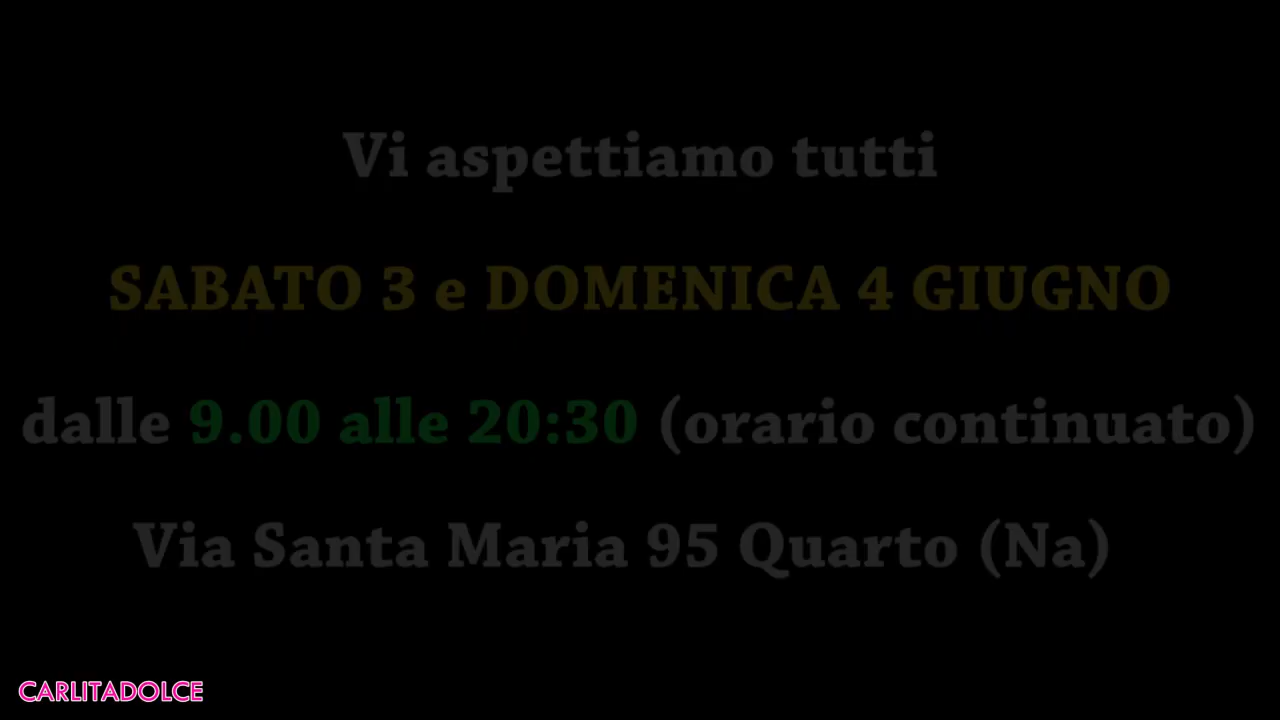 Vi aspettiamo tutti
SABATO 3 e DOMENICA 4 GIUGNO
dalle 9.00 alle 20:30 (orario continuato)
Via Santa Maria 95 Quarto (Na)
CARLITADOLCE